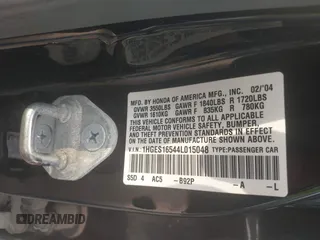 MFD. BY HONDA OF AMERICA MFG., INC. 02/'04
GVWR 3550LBS GAWR F 1840LBS R 1720LBS
GVWR 1610KG GAWR F 835KG R 780KG
THIS VEHICLE CONFORMS TO ALL APPLICABLE
FEDERAL MOTOR VEHICLE SAFETY, BUMPER,
AND THEFT PREVENTION STANDARDS IN EFFECT
ON THE DATE OF MANUFACTURE SHOWN ABOVE.
V.I.N. 1HGES16544L015048 TYPE:PASSENGER CAR
S5D 4 AC5 -B92P -A -L
DREAMBID